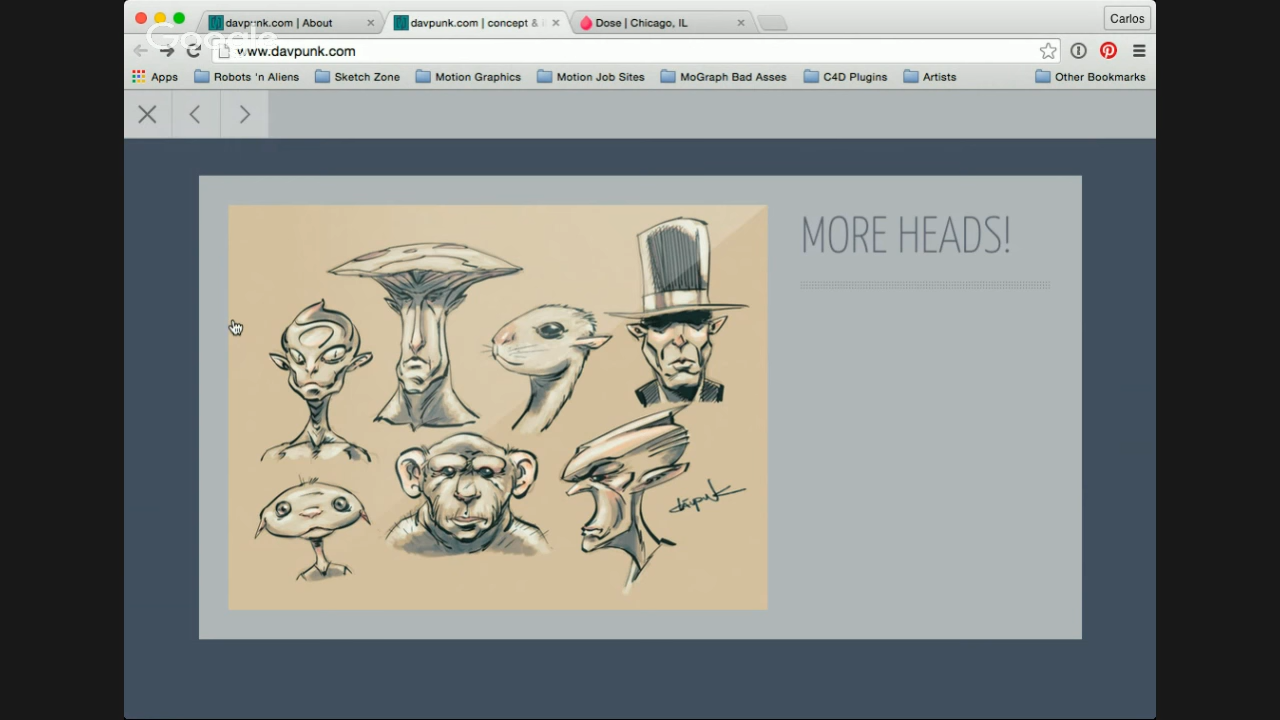 davpunk.com | About
davpunk.com | concept & i
Dose | Chicago, IL
Carlos
Google
www.davpunk.com
Apps
Robots 'n Aliens
Sketch Zone
Motion Graphics
Motion Job Sites
MoGraph Bad Asses
C4D Plugins
Artists
Other Bookmarks
MORE HEADS!
davpunk